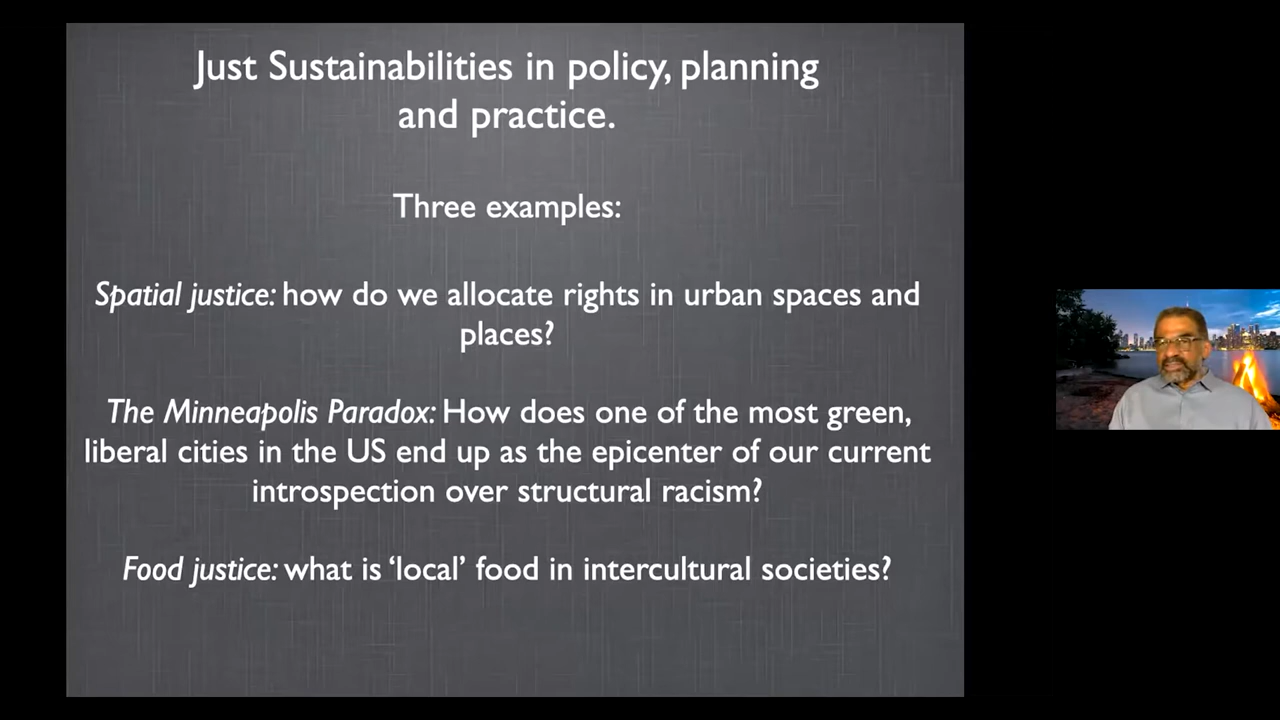 Just Sustainabilities in policy, planning
and practice.
Three examples:
Spatial justice: how do we allocate rights in urban spaces and
places?
The Minneapolis Paradox: How does one of the most green,
liberal cities in the US end up as the epicenter of our current
introspection over structural racism?
Food justice: what is ‘local’ food in intercultural societies?